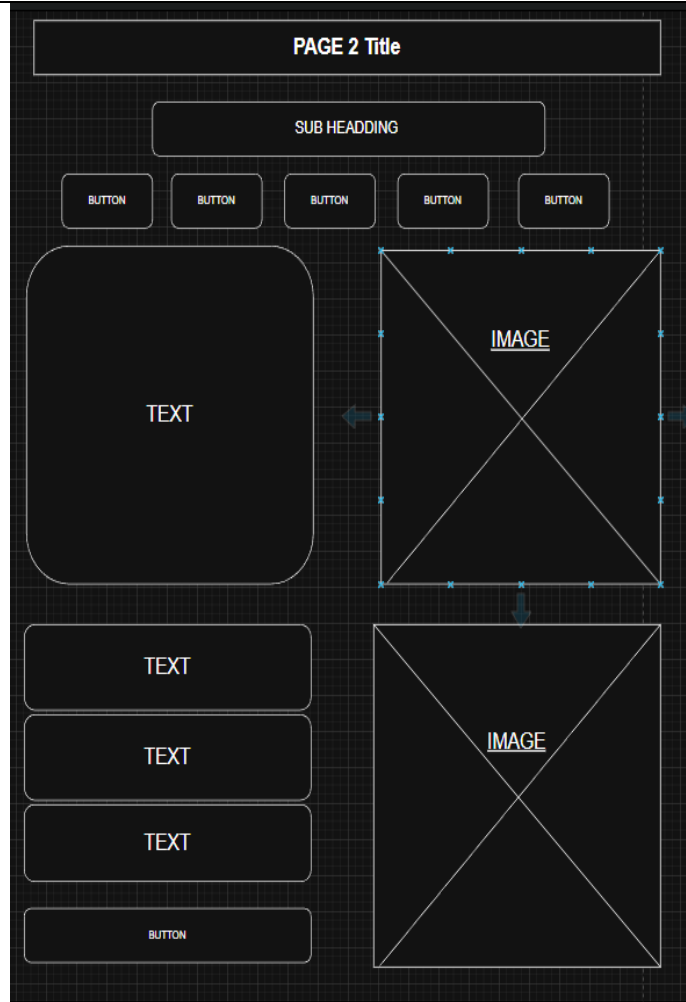 PAGE 2 Title
SUB HEADDING
BUTTON BUTTON BUTTON BUTTON BUTTON
TEXT
IMAGE
TEXT
TEXT
TEXT
BUTTON
IMAGE